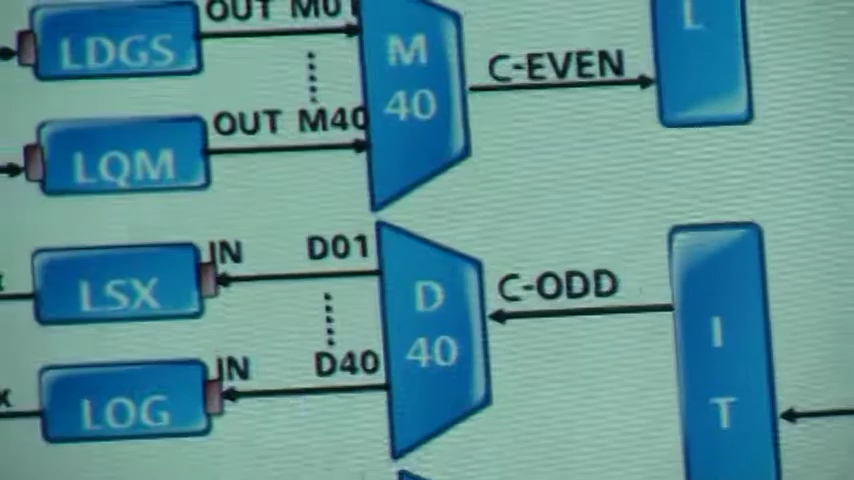 OUT M01
LDGS
M
40
C-EVEN
L
OUT M40
LQM
IN
D01
LSX
D
40
C-ODD
I
T
IN
D40
LOG